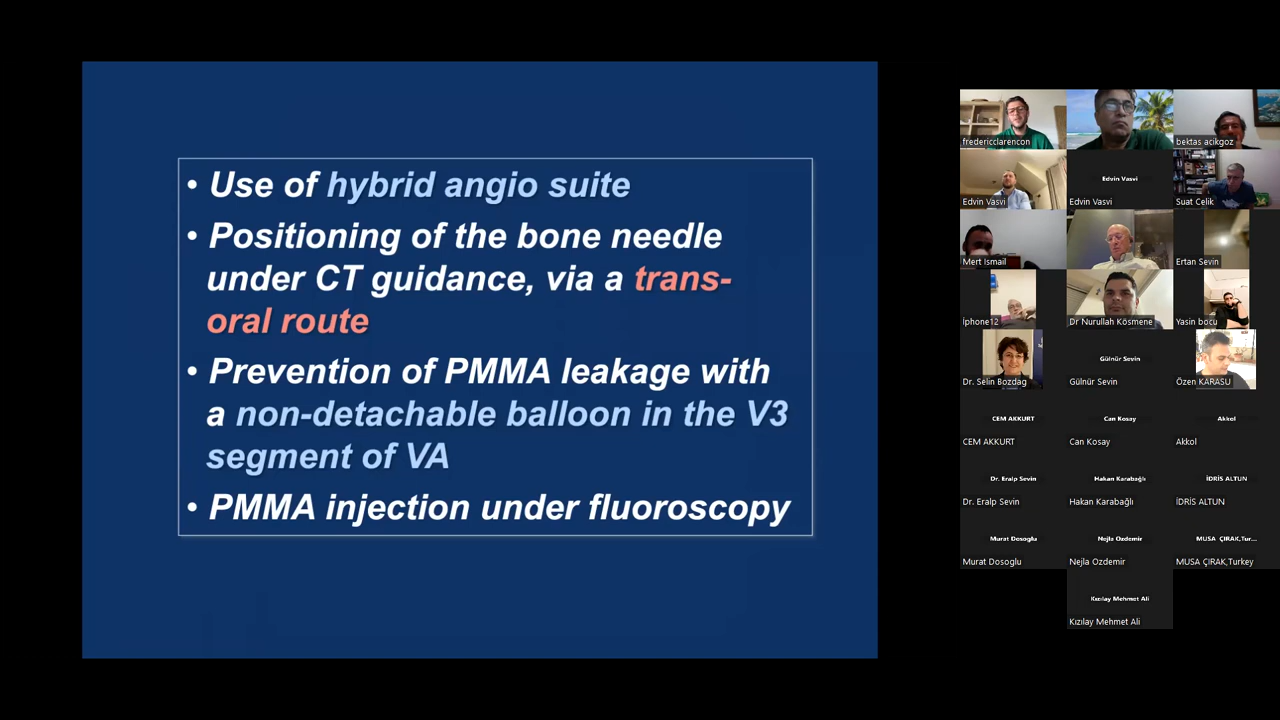 • Use of hybrid angio suite
• Positioning of the bone needle
under CT guidance, via a trans-
oral route
• Prevention of PMMA leakage with
a non-detachable balloon in the V3
segment of VA
• PMMA injection under fluoroscopy
fredericclarencon
bektas acikgoz
Edvin Vasvi
Edvin Vasvi
Edvin Vasvi
Suat Celik
Mert Ismail
Ertan Sevin
İphone12
Dr Nurullah Kösmene
Yasin bocu
Dr. Selin Bozdag
Gülnür Sevin
Gülnür Sevin
Özen KARASU
CEM AKKURT
Can Kosay
Akkol
CEM AKKURT
Can Kosay
Akkol
Dr. Eralp Sevin
Hakan Karabağlı
İDRİS ALTUN
Dr. Eralp Sevin
Hakan Karabağlı
İDRİS ALTUN
Murat Dosoglu
Nejla Ozdemir
MUSA ÇIRAK,Tur...
Murat Dosoglu
Nejla Ozdemir
MUSA ÇIRAK,Turkey
Kızılay Mehmet Ali
Kızılay Mehmet Ali